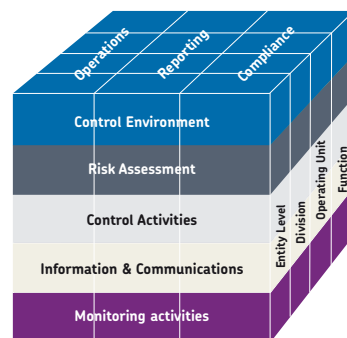 Operations
Reporting
Compliance
Control Environment
Risk Assessment
Control Activities
Information & Communications
Monitoring activities
Entity Level
Division
Operating Unit
Function